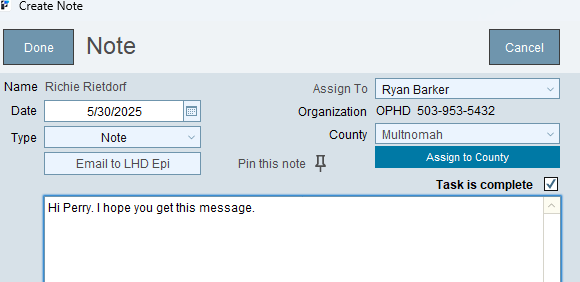 Create Note
Done Note Cancel
Name Richie Rietdorf Assign To Ryan Barker
Date 5/30/2025 Organization OPHD 503-953-5432
Type Note County Multnomah
Email to LHD Epi Pin this note Assign to County
Task is complete
Hi Perry. I hope you get this message.